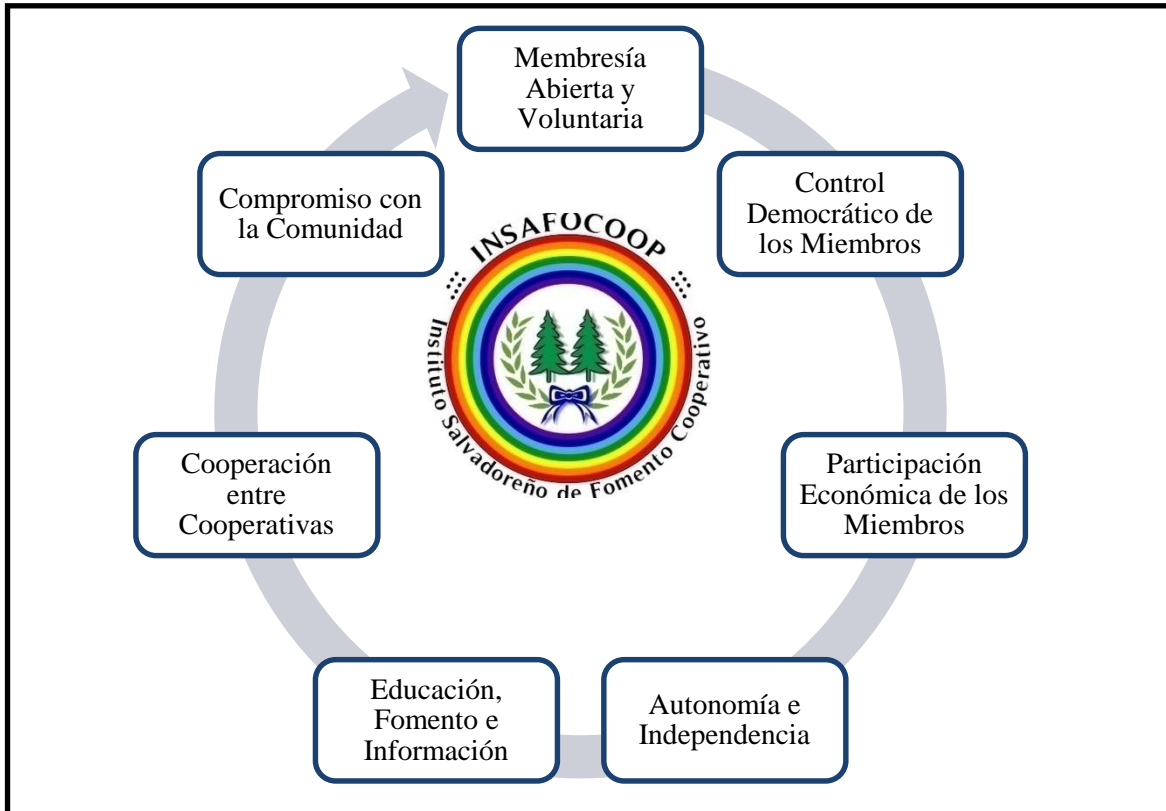 Membresía
Abierta y
Voluntaria
Control
Democrático de
los Miembros
Participación
Económica de los
Miembros
Autonomía e
Independencia
Educación,
Fomento e
Información
Cooperación
entre
Cooperativas
Compromiso con
la Comunidad
INSAFOCOOP
Instituto Salvadoreño de Fomento Cooperativo